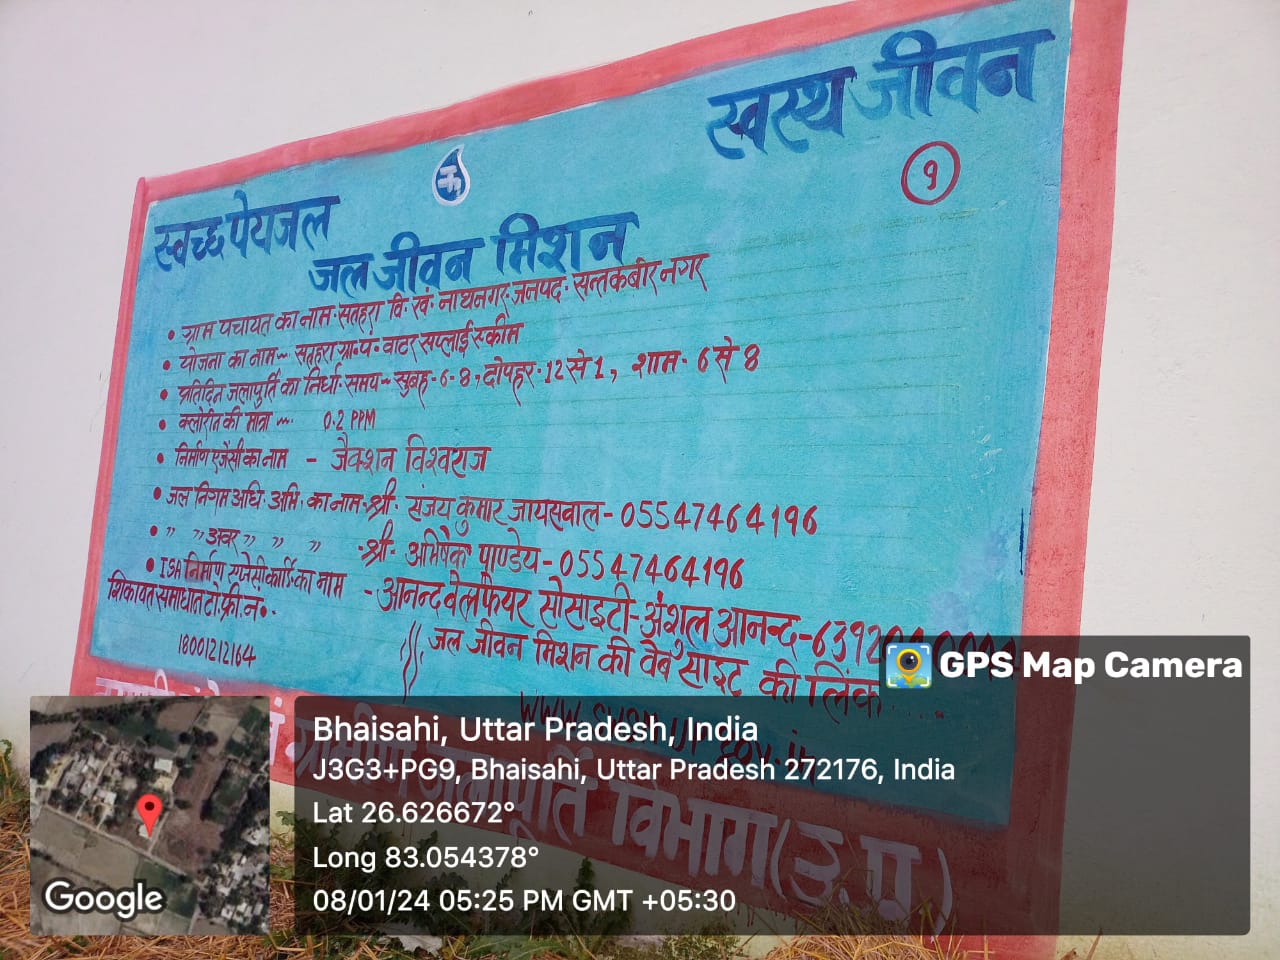 स्वस्थ जीवन
१
स्वच्छ पेयजल
जल जीवन मिशन
• ग्राम पंचायत का नाम- सतहरा वि. खं. नाथनगर- जनपद- सन्तकबीर नगर
• योजना का नाम- सतहरा ग्रा. पं. वाटर सप्लाई स्कीम
• प्रतिदिन जलापूर्ति का निर्धा. समय- सुबह- 6-8, दोपहर- 12 से 1, शाम- 6 से 8
• क्लोरीन की मात्रा - 0.2 PPM
• निर्माण एजेंसी का नाम - जैक्शन विश्वराज
• जल निगम अधि. अभि. का नाम- श्री- संजय कुमार जायसवाल- 05547464196
• " " अवर " " " -श्री- अभिषेक पाण्डेय- 05547464196
• ISA निर्माण एजेंसी कार्डि. का नाम - आनन्द वेलफेयर सोसाइटी- अंशुल आनन्द-
शिकायत समाधान टो. फ्री. नं.-
18001212164
जल जीवन मिशन की वेब साइट की लिंक....
ग्रामीण जलापूर्ति विभाग (उ. प्र.)
GPS Map Camera
Bhaisahi, Uttar Pradesh, India
J3G3+PG9, Bhaisahi, Uttar Pradesh 272176, India
Lat 26.626672°
Long 83.054378°
08/01/24 05:25 PM GMT +05:30
Google